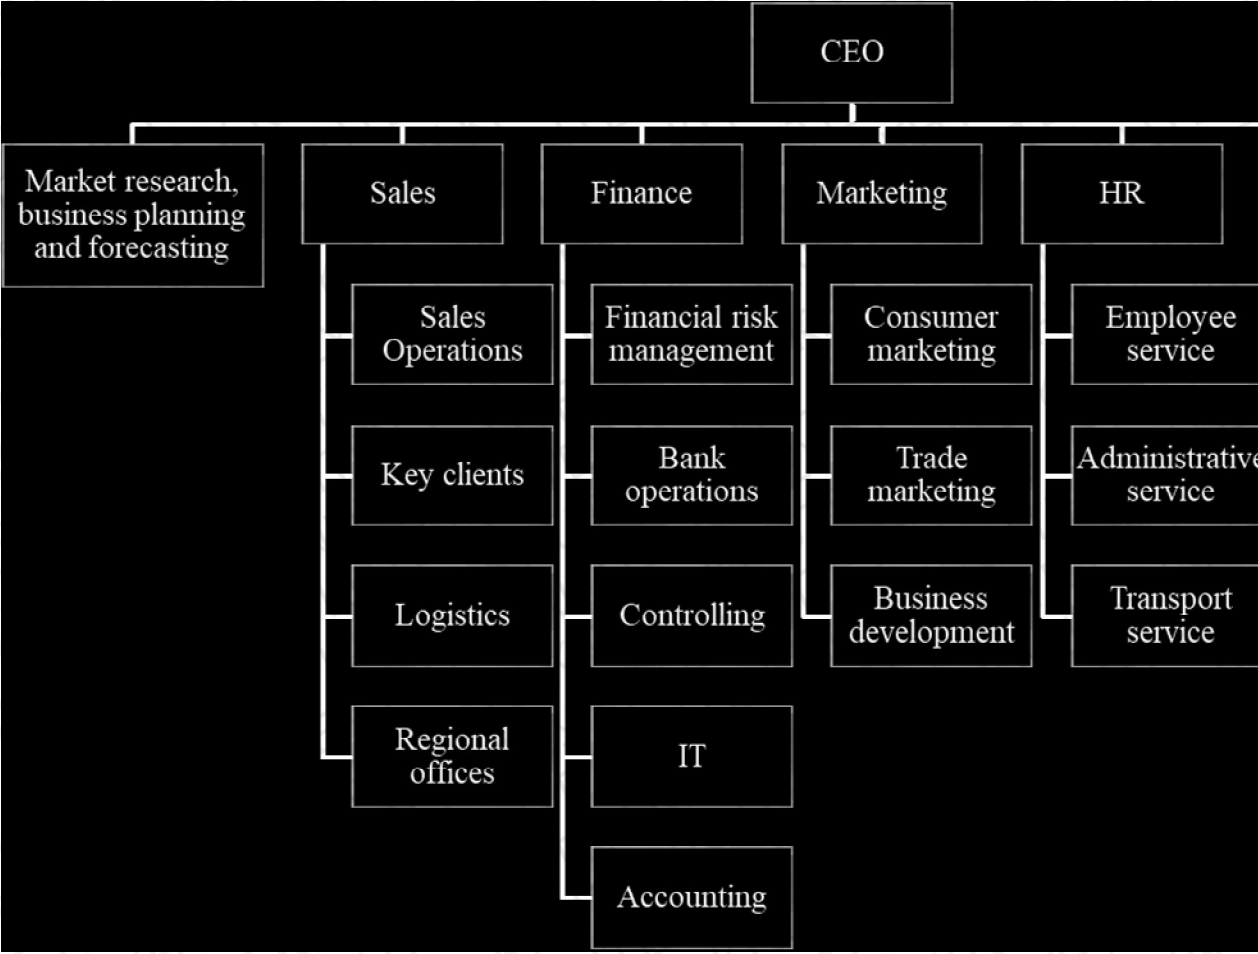 CEO
Market research,
business planning
and forecasting
Sales
Finance
Marketing
HR
Sales
Operations
Key clients
Logistics
Regional
offices
Financial risk
management
Bank
operations
Controlling
IT
Accounting
Consumer
marketing
Trade
marketing
Business
development
Employee
service
Administrative
service
Transport
service